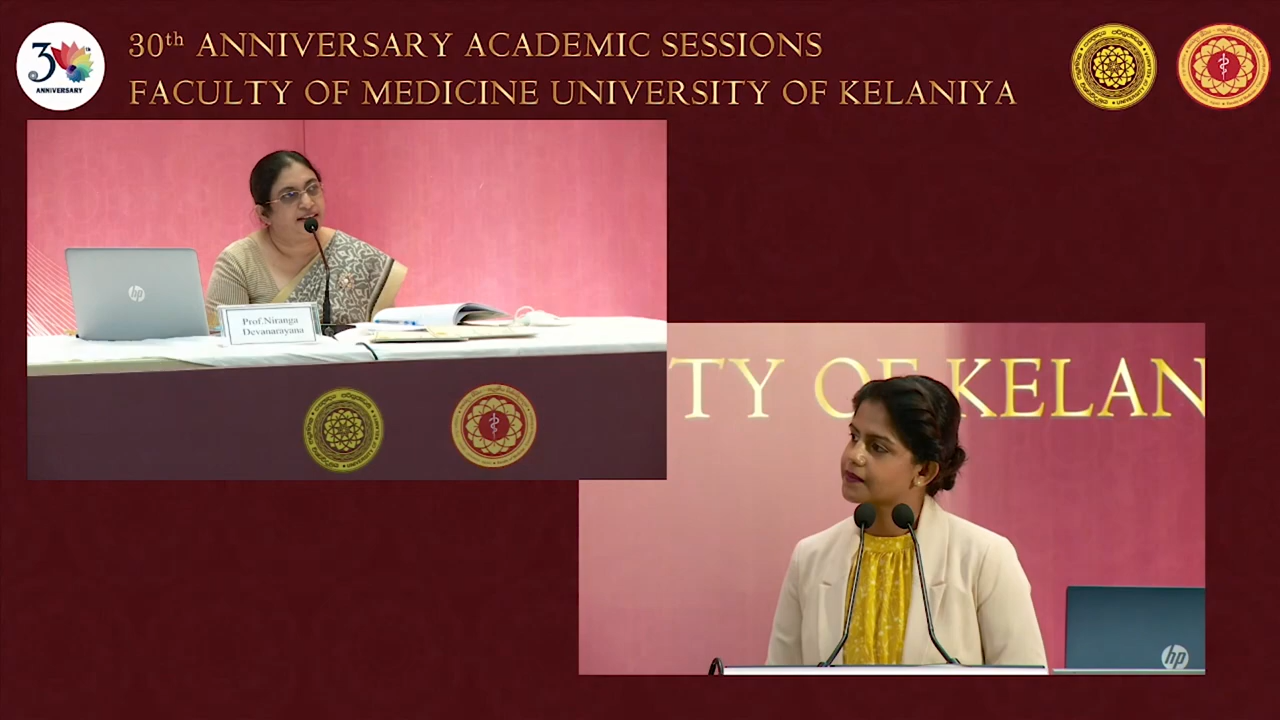 30th ANNIVERSARY ACADEMIC SESSIONS
FACULTY OF MEDICINE UNIVERSITY OF KELANIYA
30th
ANNIVERSARY
hp
Prof.Niranga
Devanarayana
TY OF KELAN
hp